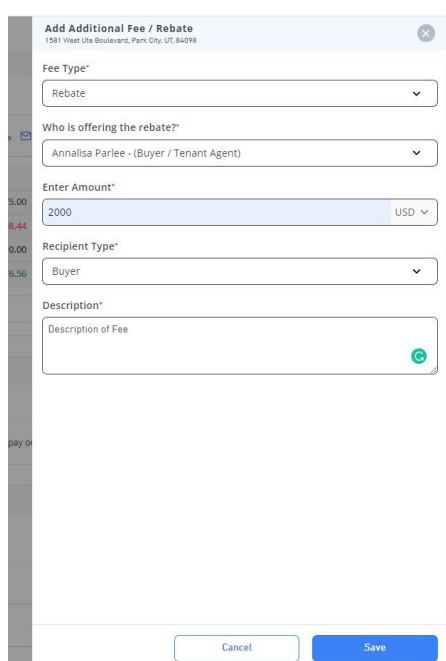 Add Additional Fee / Rebate
1581 West Ute Boulevard, Park City, UT, 84098
Fee Type*
Rebate
Who is offering the rebate?*
Annalisa Parlee - (Buyer / Tenant Agent)
Enter Amount*
5.00
2000 USD
8.44
0.00
Recipient Type*
6.56
Buyer
Description*
Description of Fee
pay o
Cancel Save